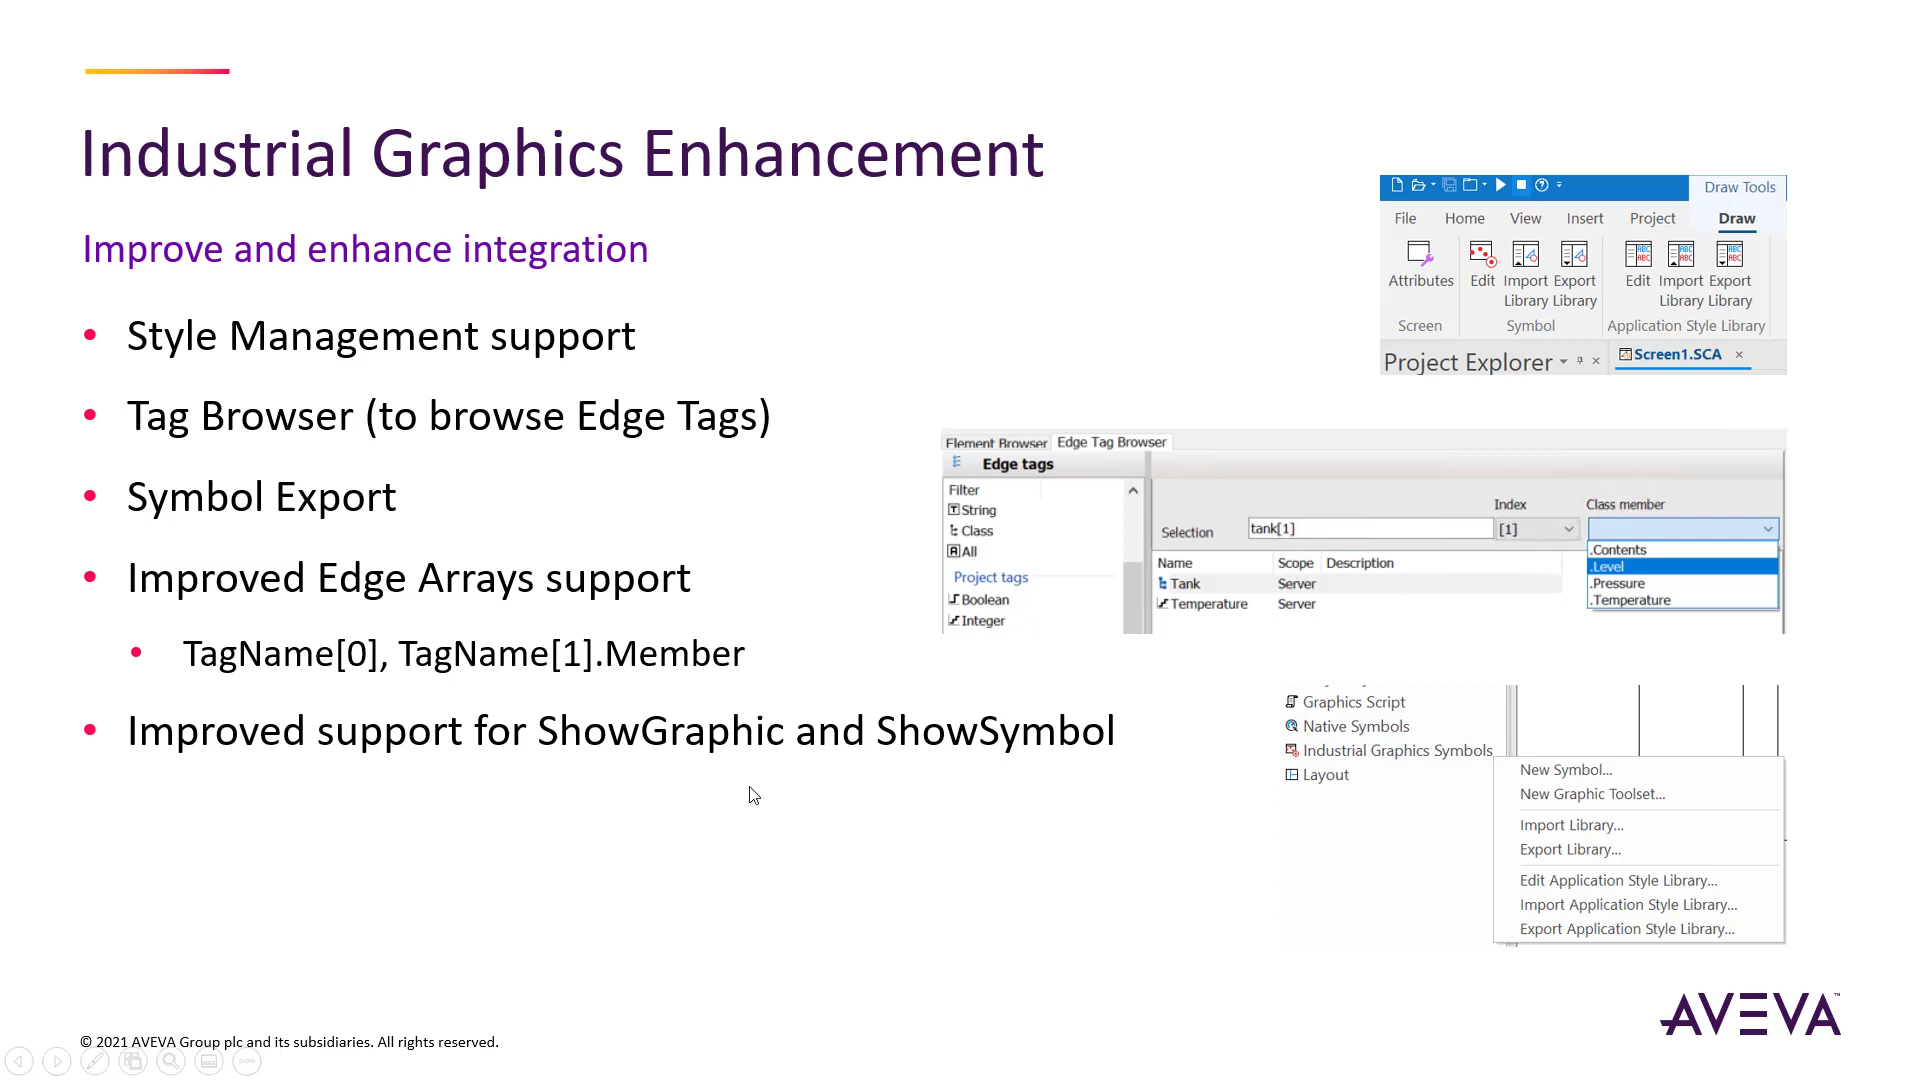 Industrial Graphics Enhancement
Improve and enhance integration
• Style Management support
• Tag Browser (to browse Edge Tags)
• Symbol Export
• Improved Edge Arrays support
• TagName[0], TagName[1].Member
• Improved support for ShowGraphic and ShowSymbol
Draw Tools
File Home View Insert Project Draw
Attributes Edit Import Library Export Library Edit Import Library Export Library
Screen Symbol Application Style Library
Project Explorer Screen1.SCA
Element Browser Edge Tag Browser
Edge tags
Filter
String
Class
All
Project tags
Boolean
Integer
Index Class member
Selection tank[1] [1]
Name Scope Description
Tank Server
Temperature Server
.Contents
.Level
.Pressure
.Temperature
Graphics Script
Native Symbols
Industrial Graphics Symbols
Layout
New Symbol...
New Graphic Toolset...
Import Library...
Export Library...
Edit Application Style Library...
Import Application Style Library...
Export Application Style Library...
AVEVA™
© 2021 AVEVA Group plc and its subsidiaries. All rights reserved.